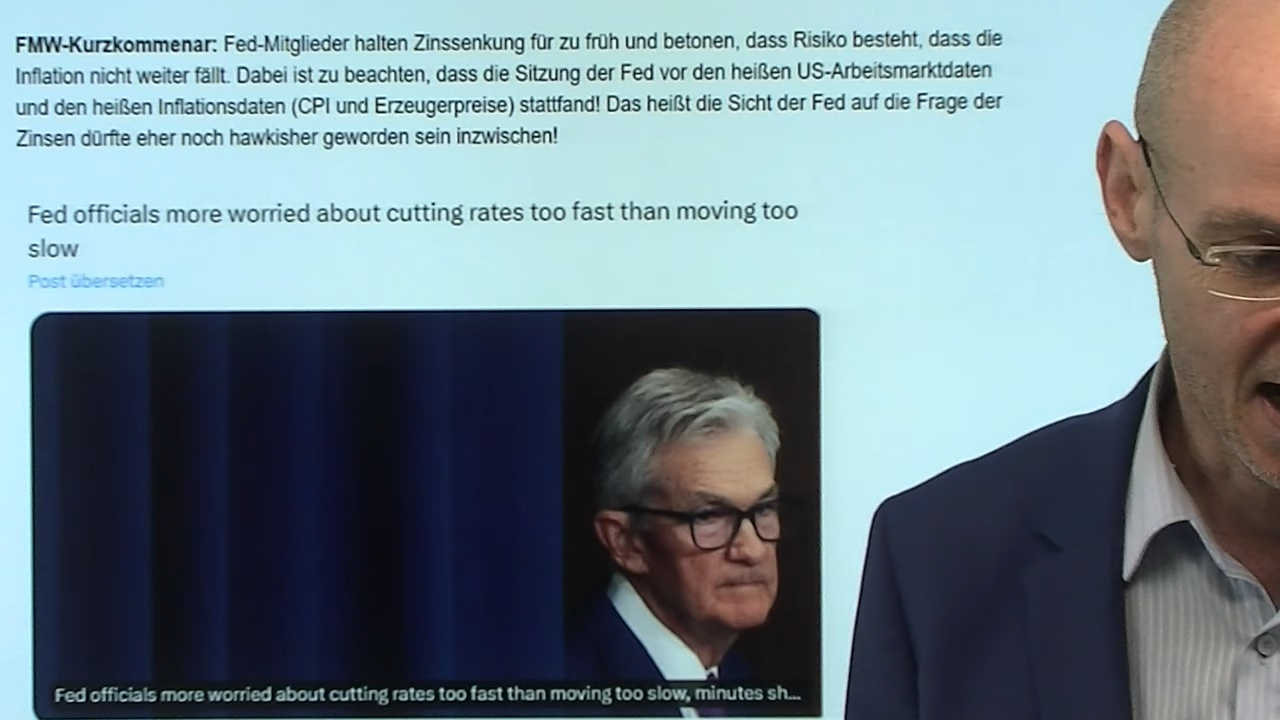 FMW-Kurzkommenar: Fed-Mitglieder halten Zinssenkung für zu früh und betonen, dass Risiko besteht, dass die
Inflation nicht weiter fällt. Dabei ist zu beachten, dass die Sitzung der Fed vor den heißen US-Arbeitsmarktdaten
und den heißen Inflationsdaten (CPI und Erzeugerpreise) stattfand! Das heißt die Sicht der Fed auf die Frage der
Zinsen dürfte eher noch hawkisher geworden sein inzwischen!
Fed officials more worried about cutting rates too fast than moving too
slow
Post übersetzen
Fed officials more worried about cutting rates too fast than moving too slow, minutes sh...